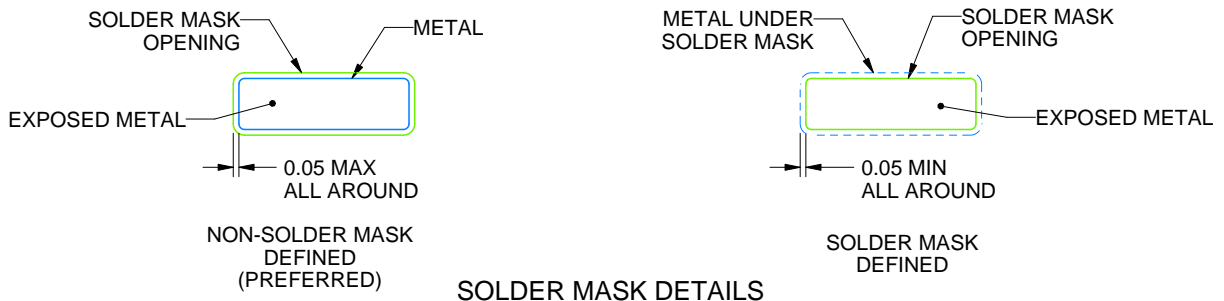 SOLDER MASK
OPENING
METAL
EXPOSED METAL
0.05 MAX
ALL AROUND
NON-SOLDER MASK
DEFINED
(PREFERRED)
METAL UNDER
SOLDER MASK
SOLDER MASK
OPENING
EXPOSED METAL
0.05 MIN
ALL AROUND
SOLDER MASK
DEFINED
SOLDER MASK DETAILS